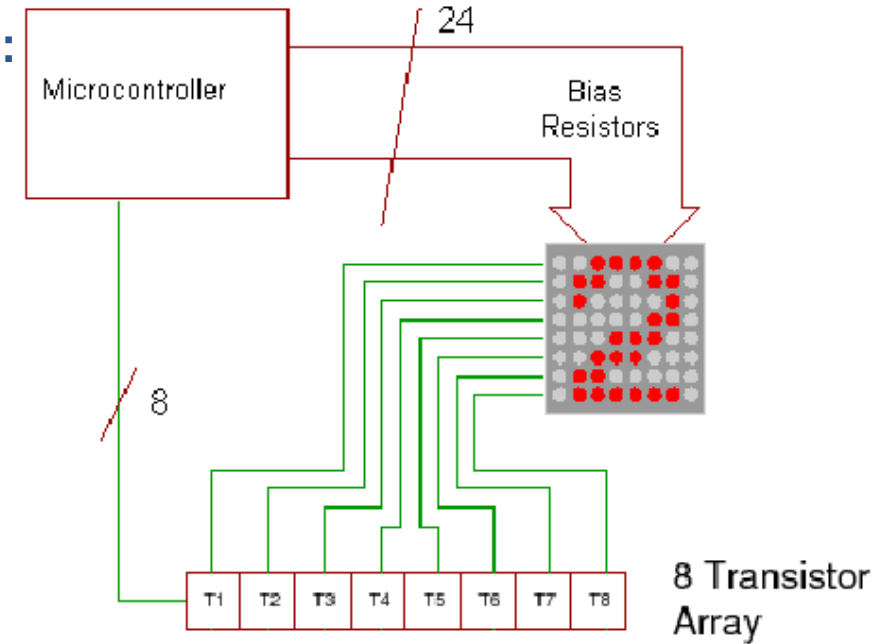 :
24
Microcontroller
Bias
Resistors
8
T1 T2 T3 T4 T5 T6 T7 T8
8 Transistor
Array